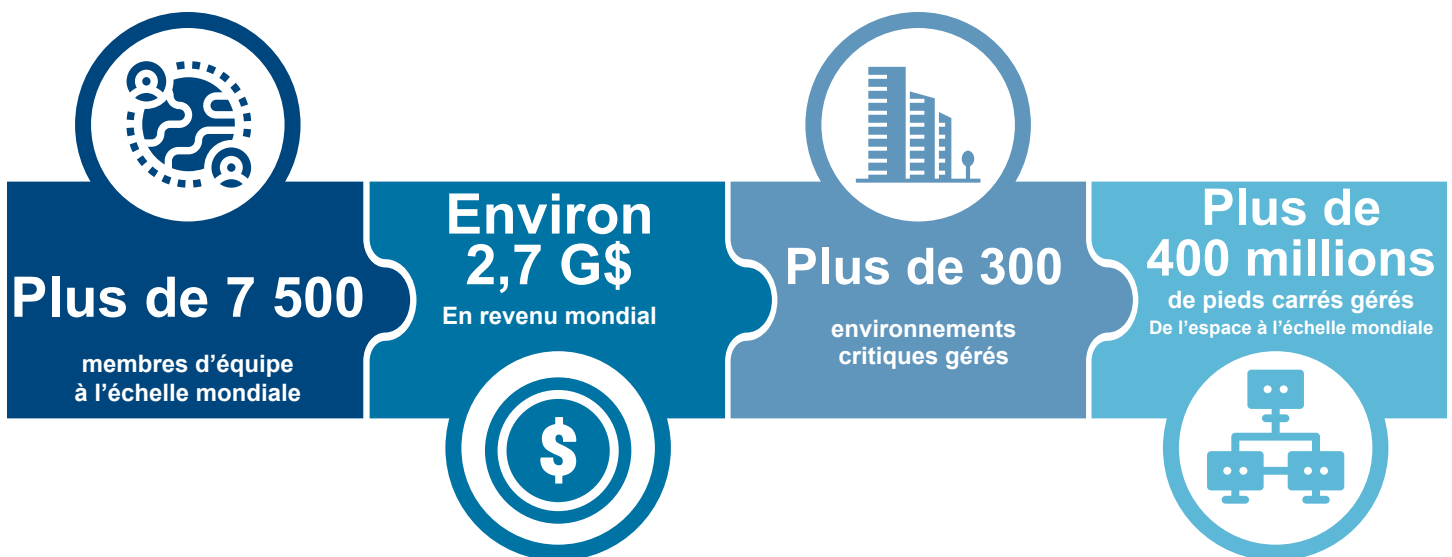 Plus de 7 500
membres d’équipe
à l’échelle mondiale
Environ
2,7 G$
En revenu mondial
$
Plus de 300
environnements
critiques gérés
Plus de
400 millions
de pieds carrés gérés
De l’espace à l’échelle mondiale